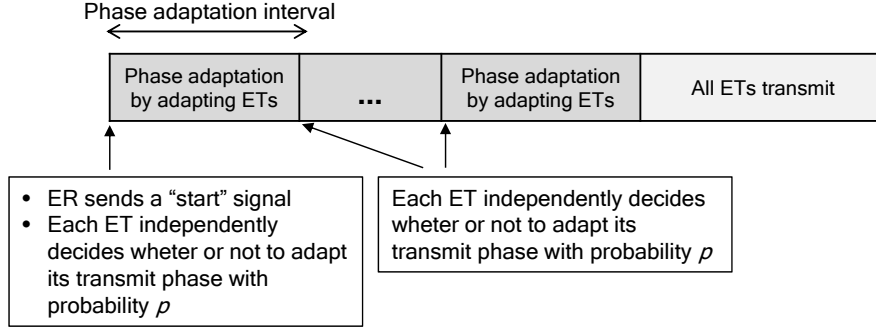 Phase adaptation interval
Phase adaptation
by adapting ETs
...
Phase adaptation
by adapting ETs
All ETs transmit
• ER sends a “start” signal
• Each ET independently
decides wheter or not to adapt
its transmit phase with
probability p
Each ET independently decides
wheter or not to adapt its
transmit phase with probability p